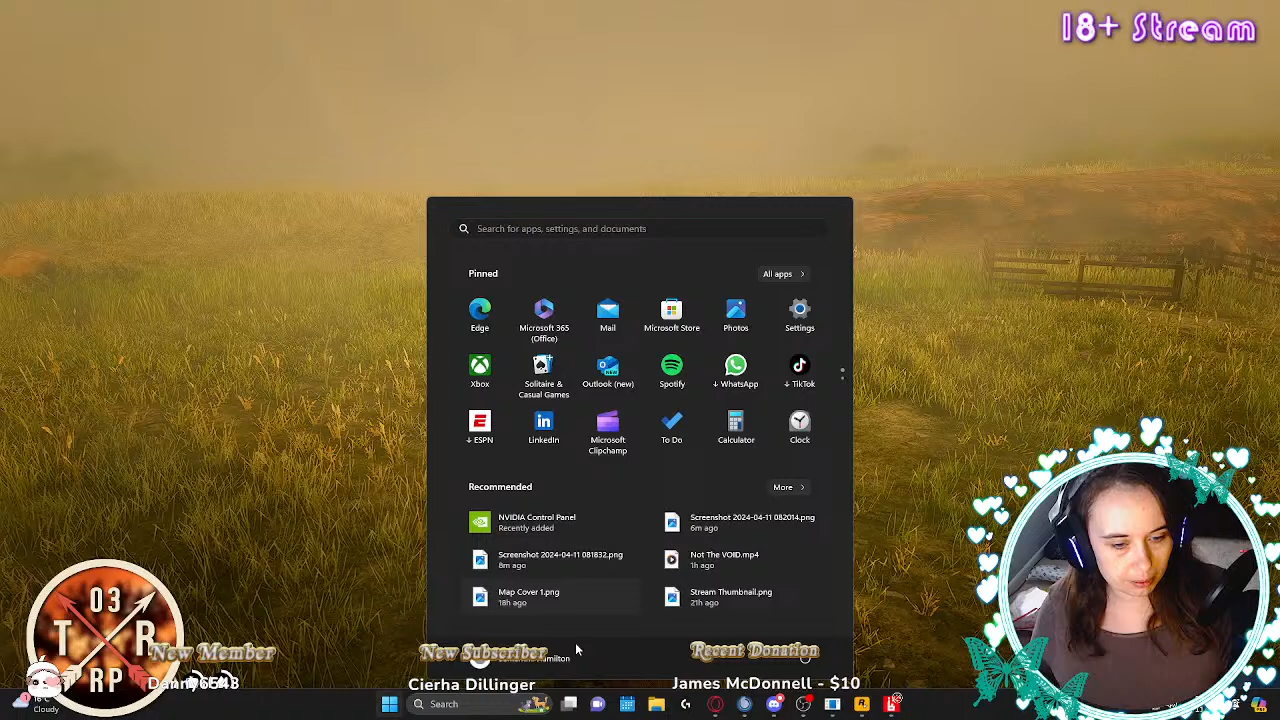 18+ Stream
Search for apps, settings, and documents
Pinned
All apps
Edge
Microsoft 365
(Office)
Mail
Microsoft Store
Photos
Settings
Xbox
Solitaire &
Casual Games
Outlook (new)
Spotify
WhatsApp
TikTok
ESPN
LinkedIn
Microsoft
Clipchamp
To Do
Calculator
Clock
Recommended
More
NVIDIA Control Panel
Recently added
Screenshot 2024-04-11 082014.png
6m ago
Screenshot 2024-04-11 081832.png
8m ago
Not The VOID.mp4
1h ago
Map Cover 1.png
18h ago
Stream Thumbnail.png
21h ago
03
T R
RP
New Member
New Subscriber
Hamilton
Recent Donation
Cierha Dillinger
James McDonnell - $10
Cloudy
Search